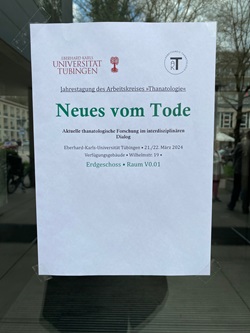 EBERHARD KARLS
UNIVERSITÄT
TÜBINGEN
Jahrestagung des Arbeitskreises »Thanatologie«
Neues vom Tode
Aktuelle thanatologische Forschung im interdisziplinären
Dialog
Eberhard-Karls-Universität Tübingen • 21./22. März 2024
Verfügungsgebäude • Wilhelmstr. 19 •
Erdgeschoss • Raum V0.01